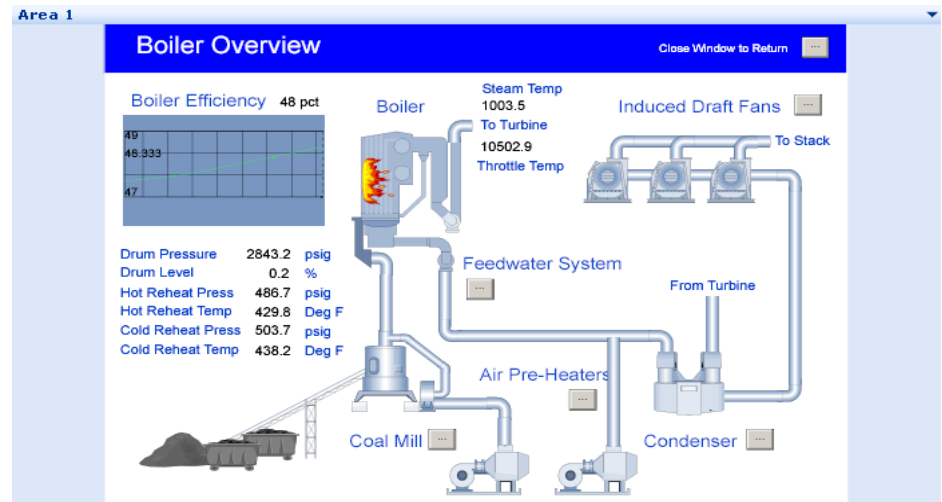 Area 1
Boiler Overview
Close Window to Return ...
Boiler Efficiency 48 pct
49
48.333
47
Boiler
Steam Temp
1003.5
To Turbine
10502.9
Throttle Temp
Induced Draft Fans ...
To Stack
Drum Pressure 2843.2 psig
Drum Level 0.2 %
Hot Reheat Press 486.7 psig
Hot Reheat Temp 429.8 Deg F
Cold Reheat Press 503.7 psig
Cold Reheat Temp 438.2 Deg F
Feedwater System
...
From Turbine
Air Pre-Heaters
...
Coal Mill ...
Condenser ...